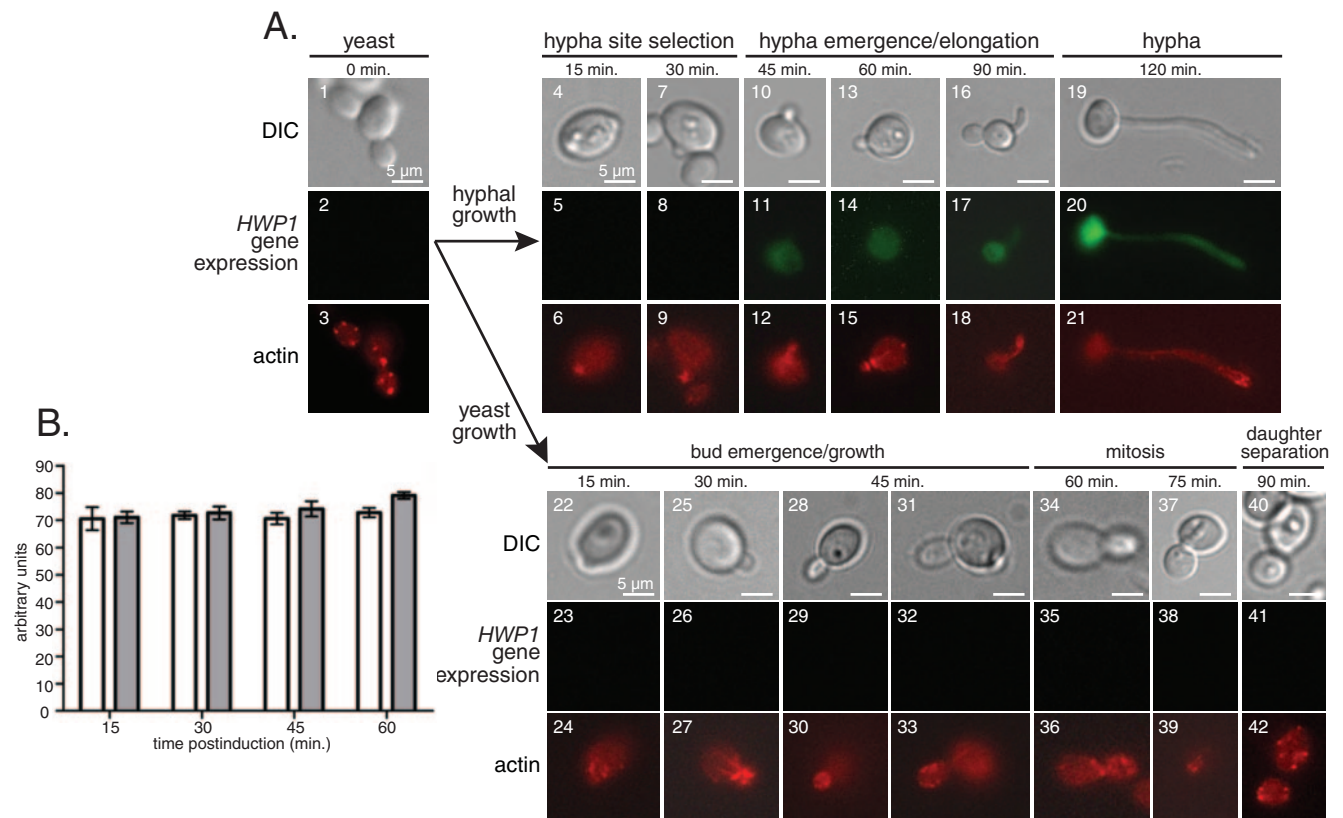 A.
yeast
hypha site selection
hypha emergence/elongation
hypha
0 min.
15 min.
30 min.
45 min.
60 min.
90 min.
120 min.
DIC
1
5 µm
4
5 µm
7
10
13
16
19
HWP1
gene
expression
2
hyphal
growth
5
8
11
14
17
20
actin
3
6
9
12
15
18
21
yeast
growth
B.
90
80
70
60
50
40
30
20
10
0
arbitrary units
15
30
45
60
time postinduction (min.)
bud emergence/growth
mitosis
daughter
separation
15 min.
30 min.
45 min.
60 min.
75 min.
90 min.
DIC
22
5 µm
25
28
31
34
37
40
HWP1
gene
expression
23
26
29
32
35
38
41
actin
24
27
30
33
36
39
42